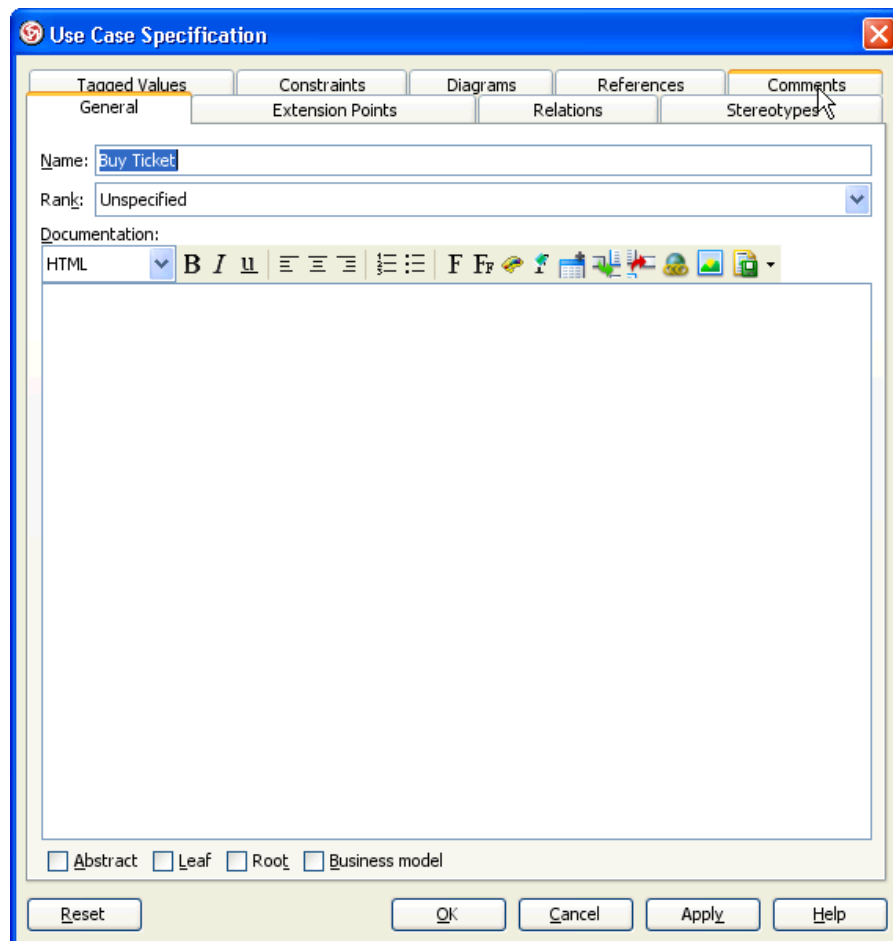 Use Case Specification
Tagged Values Constraints Diagrams References Comments
General Extension Points Relations Stereotypes
Name: Buy Ticket
Rank: Unspecified
Documentation:
HTML B I u F FF
Abstract Leaf Root Business model
Reset OK Cancel Apply Help